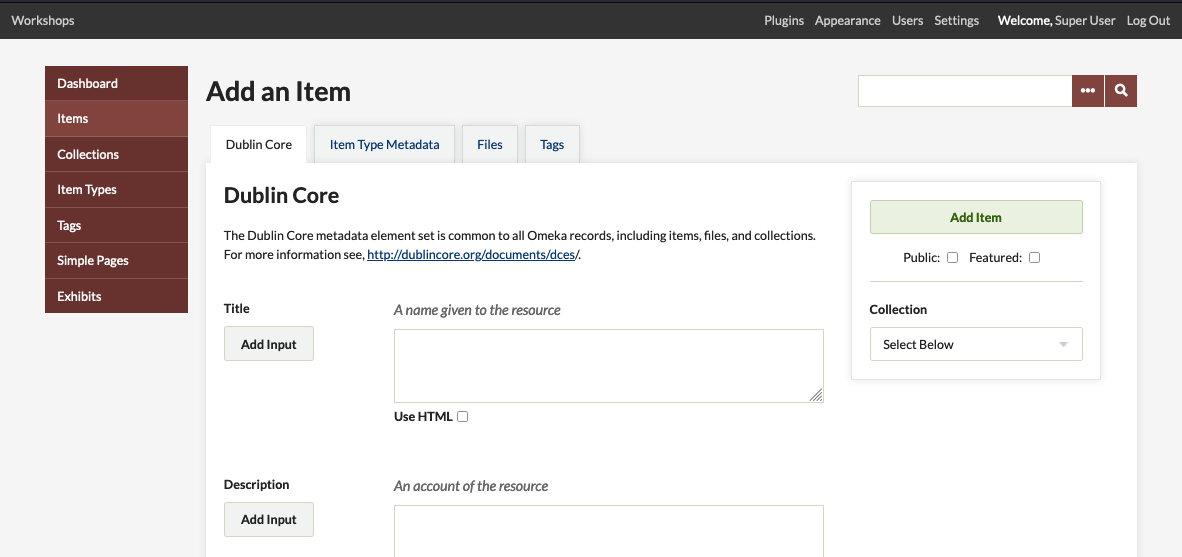 Workshops
Plugins Appearance Users Settings Welcome, Super User Log Out
Dashboard
Items
Collections
Item Types
Tags
Simple Pages
Exhibits
Add an Item
Dublin Core Item Type Metadata Files Tags
Dublin Core
The Dublin Core metadata element set is common to all Omeka records, including items, files, and collections.
For more information see, http://dublincore.org/documents/dces/.
Title
Add Input
A name given to the resource
Use HTML
Description
Add Input
An account of the resource
Add Item
Public: Featured:
Collection
Select Below